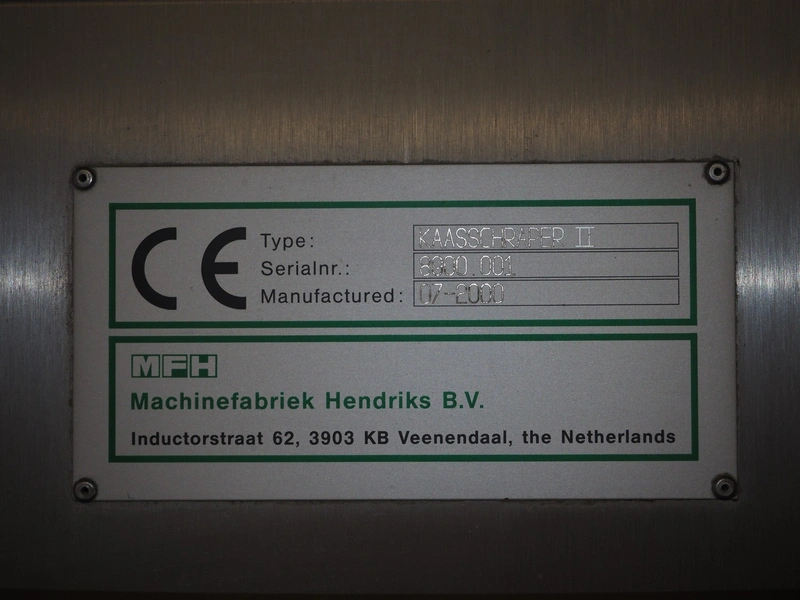 CE
Type: KAASSCHRAPER II
Serialnr.: 6000.001
Manufactured: 07-2000
MFH
Machinefabriek Hendriks B.V.
Inductorstraat 62, 3903 KB Veenendaal, the Netherlands